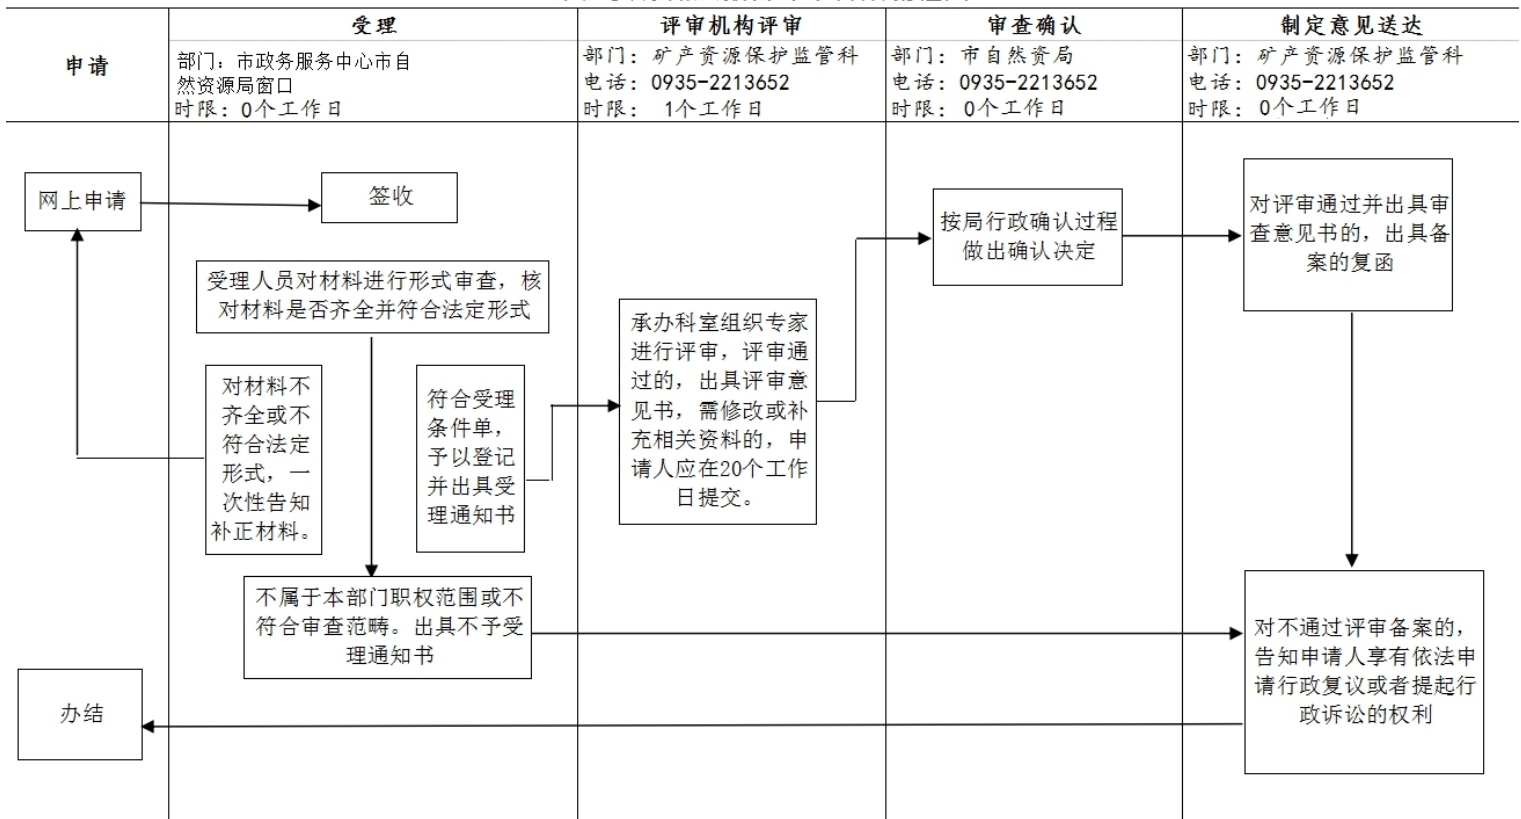 申请
受理
部门：市政务服务中心市自
然资源局窗口
时限：0个工作日
评审机构评审
部门：矿产资源保护监管科
电话：0935-2213652
时限： 1个工作日
审查确认
部门：市自然资局
电话：0935-2213652
时限：0个工作日
制定意见送达
部门：矿产资源保护监管科
电话：0935-2213652
时限：0个工作日
网上申请
签收
受理人员对材料进行形式审查，核
对材料是否齐全并符合法定形式
对材料不
齐全或不
符合法定
形式，一
次性告知
补正材料。
符合受理
条件单，
予以登记
并出具受
理通知书
不属于本部门职权范围或不
符合审查范畴。出具不予受
理通知书
承办科室组织专家
进行评审，评审通
过的，出具评审意
见书，需修改或补
充相关资料的，申
请人应在20个工作
日提交。
按局行政确认过程
做出确认决定
对评审通过并出具审
查意见书的，出具备
案的复函
对不通过评审备案的，
告知申请人享有依法申
请行政复议或者提起行
政诉讼的权利
办结